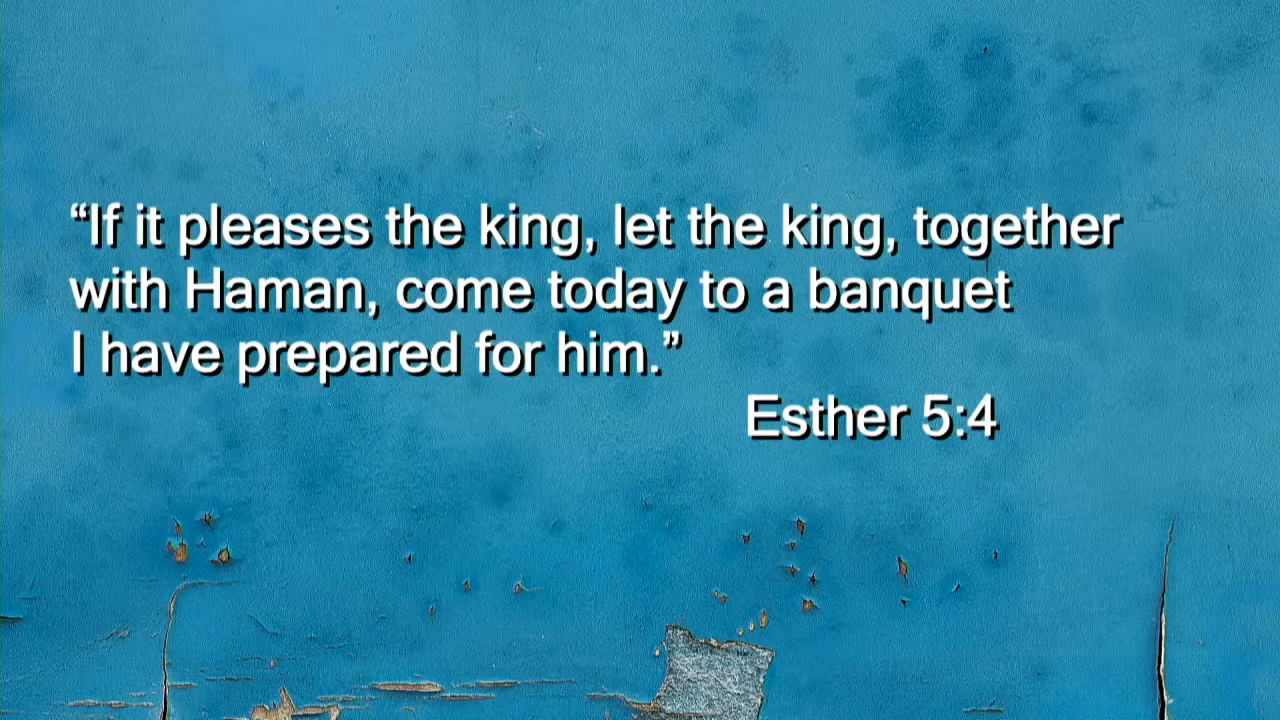 “If it pleases the king, let the king, together
with Haman, come today to a banquet
I have prepared for him.”
Esther 5:4